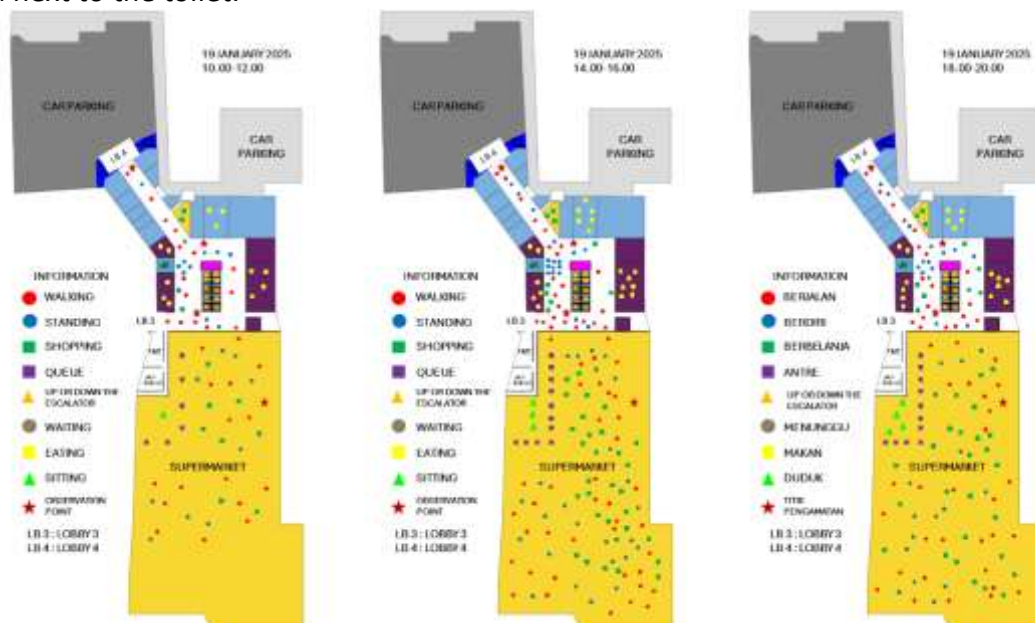 next to the toilet.
19 JANUARY 2025
10.00-12.00
CAR PARKING
CAR
PARKING
LB 4
INFORMATION
WALKING
STANDING
SHOPPING
QUEUE
UP OR DOWN THE
ESCALATOR
WAITING
EATING
SITTING
OBSERVATION
POINT
LB 3 : LOBBY 3
LB 4 : LOBBY 4
LB 3
SUPERMARKET
19 JANUARY 2025
14.00-16.00
CAR PARKING
CAR
PARKING
LB 4
INFORMATION
WALKING
STANDING
SHOPPING
QUEUE
UP OR DOWN THE
ESCALATOR
WAITING
EATING
SITTING
OBSERVATION
POINT
LB 3 : LOBBY 3
LB 4 : LOBBY 4
LB 3
SUPERMARKET
19 JANUARY 2025
18.00-20.00
CAR PARKING
CAR
PARKING
LB 4
INFORMATION
BERJALAN
BERDIRI
BERBELANJA
ANTRE
UP OR DOWN THE
ESCALATOR
MENUNGGU
MAKAN
DUDUK
TITIK
PENGAMATAN
LB 3 : LOBBY 3
LB 4 : LOBBY 4
LB 3
SUPERMARKET